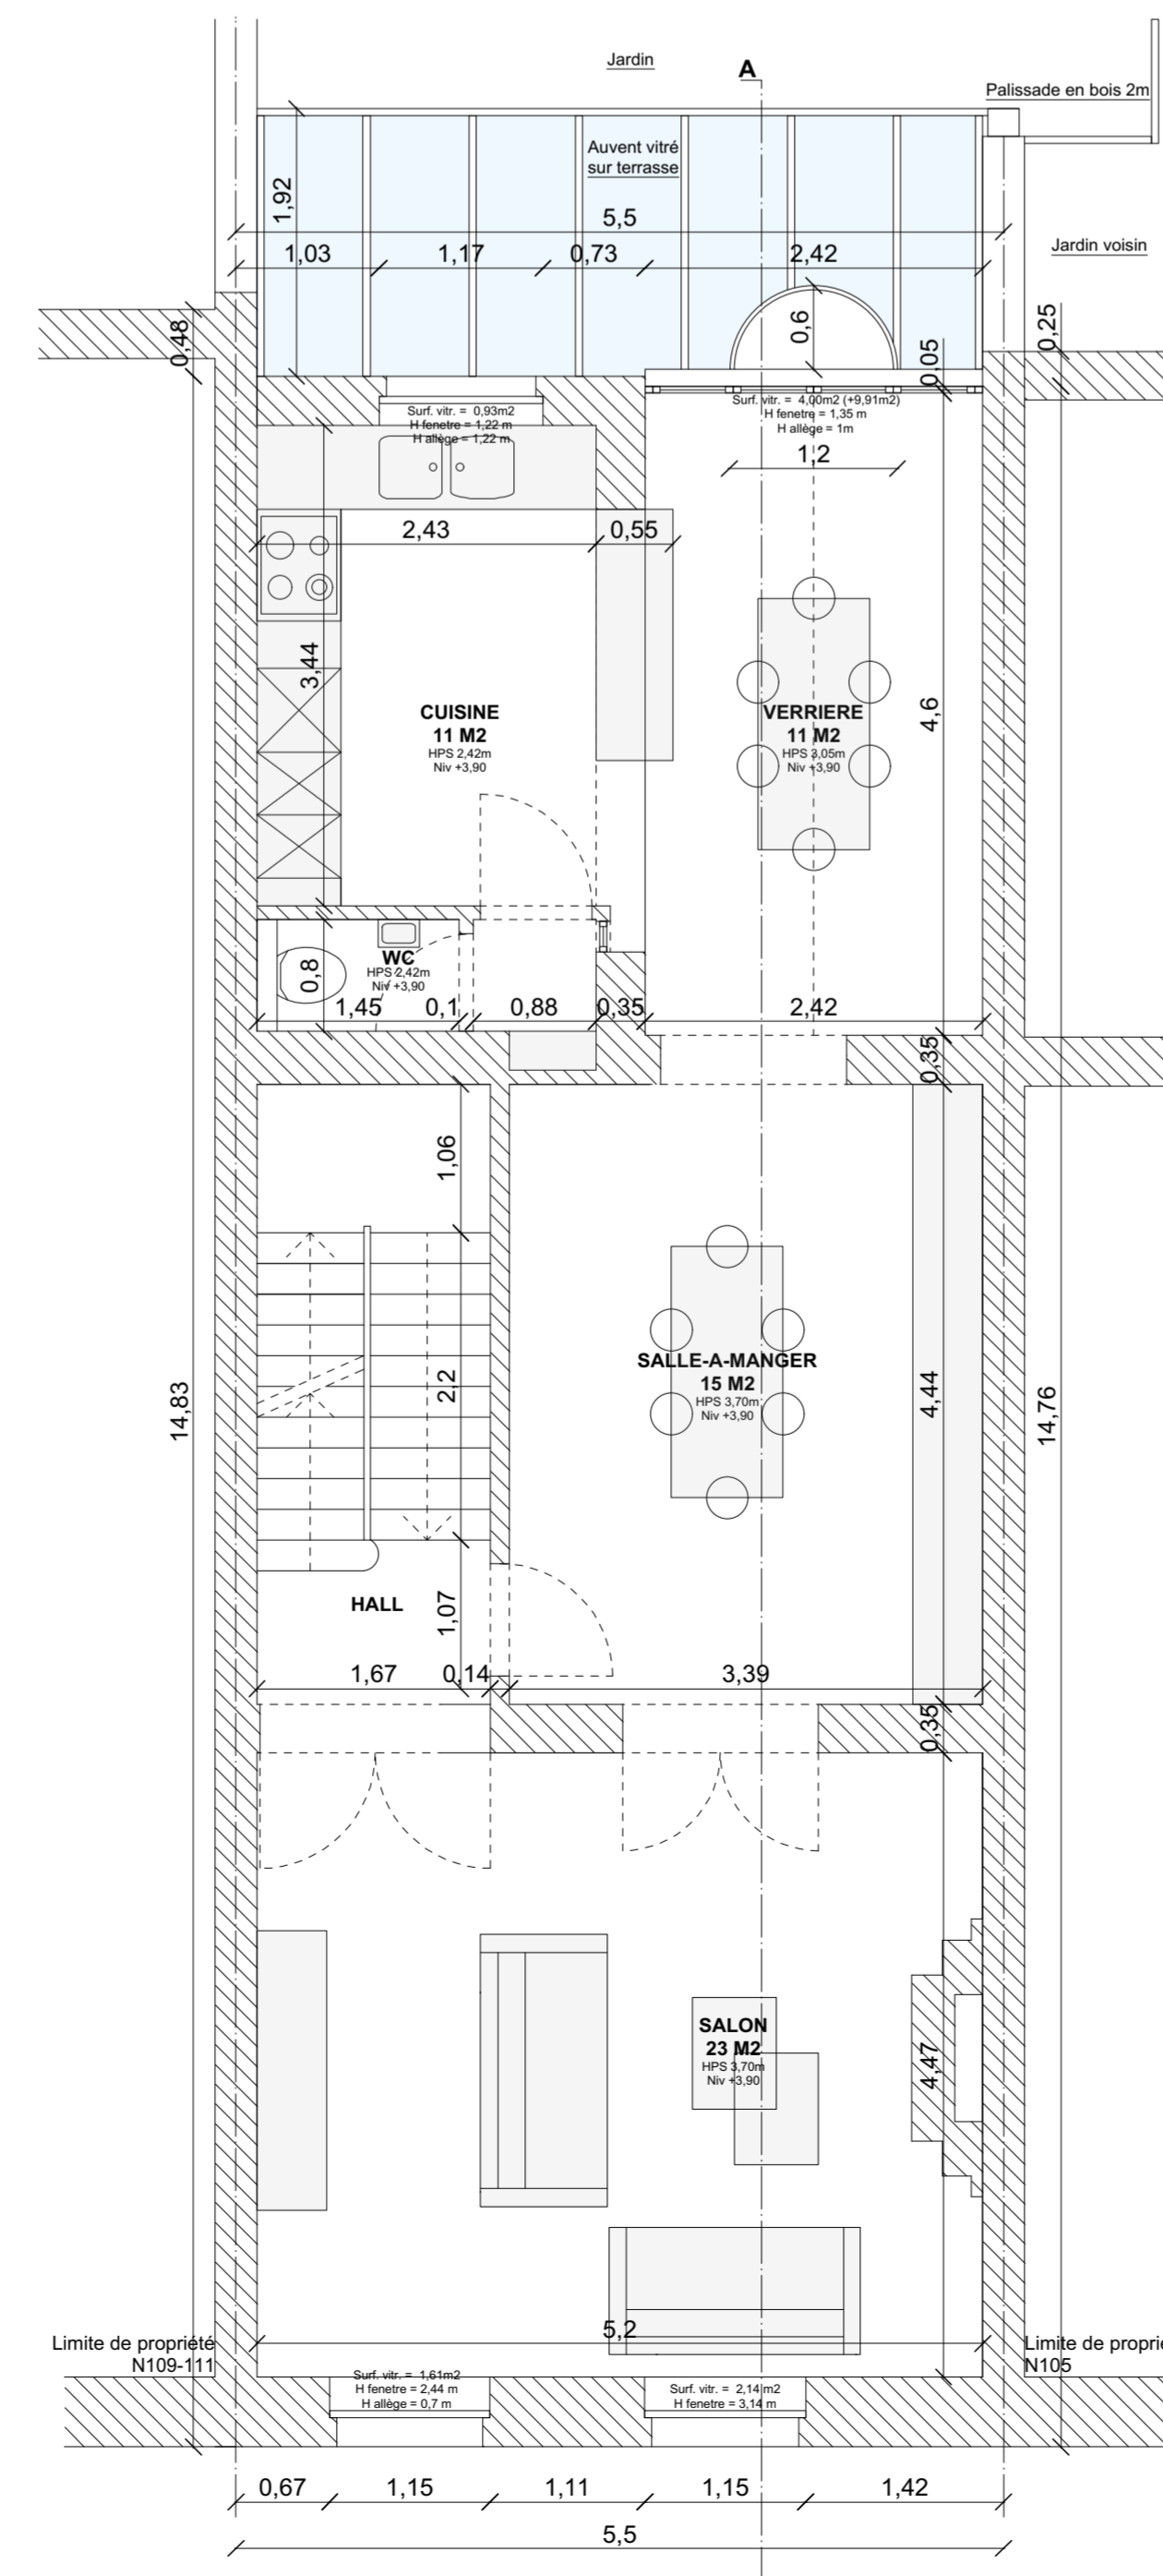 Jardin
A
Palissade en bois 2m
Auvent vitré
sur terrasse
1,92
5,5
Jardin voisin
1,03
1,17
0,73
2,42
0,6
0,48
0,05
0,25
Surf. vitr. = 0,93m2
H fenetre = 1,22 m
H allège = 1,22 m
Surf. vitr. = 4,00m2 (+9,91m2)
H fenetre = 1,35 m
H allège = 1m
1,2
2,43
0,55
3,44
4,6
CUISINE
11 M2
HPS 2,42m
Niv +3,90
VERRIERE
11 M2
HPS 3,05m
Niv +3,90
WC
HPS 2,42m
Niv +3,90
0,8
1,45
0,1
0,88
0,35
2,42
0,35
1,06
2,2
14,83
SALLE-A-MANGER
15 M2
HPS 3,70m
Niv +3,90
4,44
14,76
HALL
1,07
1,67
0,14
3,39
0,35
SALON
23 M2
HPS 3,70m
Niv +3,90
4,47
5,2
Limite de propriété
N109-111
Limite de proprié
N105
Surf. vitr. = 1,61m2
H fenetre = 2,44 m
H allège = 0,7 m
Surf. vitr. = 2,14m2
H fenetre = 3,14 m
0,67
1,15
1,11
1,15
1,42
5,5